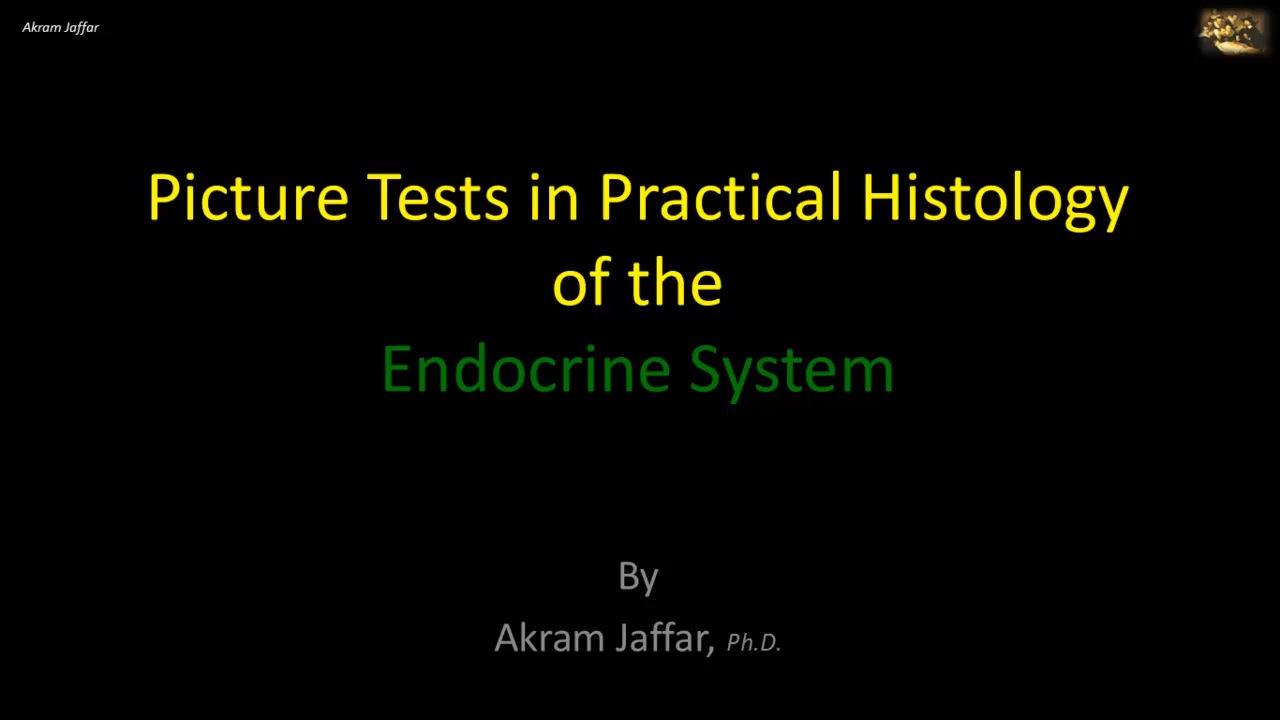 Akram Jaffar
Picture Tests in Practical Histology
of the
Endocrine System
By
Akram Jaffar, Ph.D.